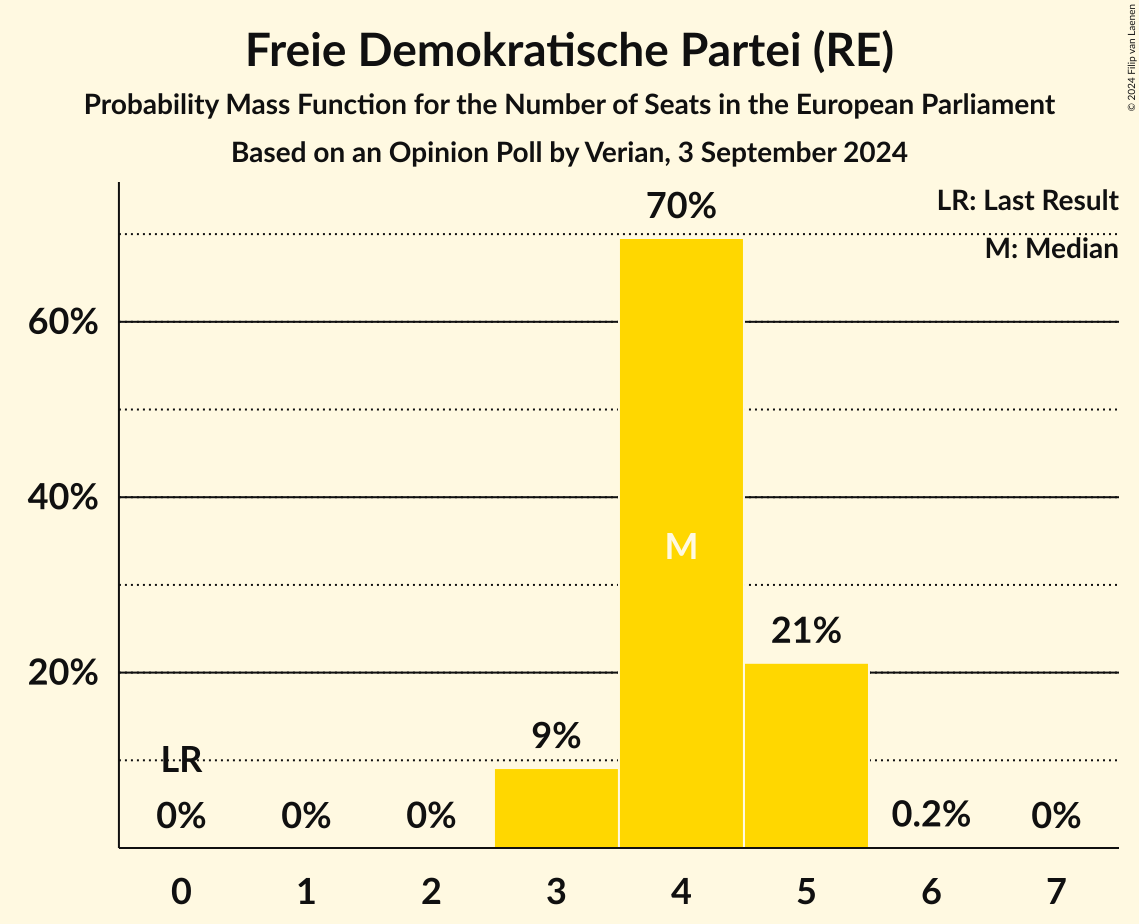 Freie Demokratische Partei (RE)
Probability Mass Function for the Number of Seats in the European Parliament
Based on an Opinion Poll by Verian, 3 September 2024
© 2024 Filip van Laenen
LR: Last Result
M: Median
70%
60%
40%
M
21%
20%
9%
LR
0% 0% 0% 0.2% 0%
0 1 2 3 4 5 6 7